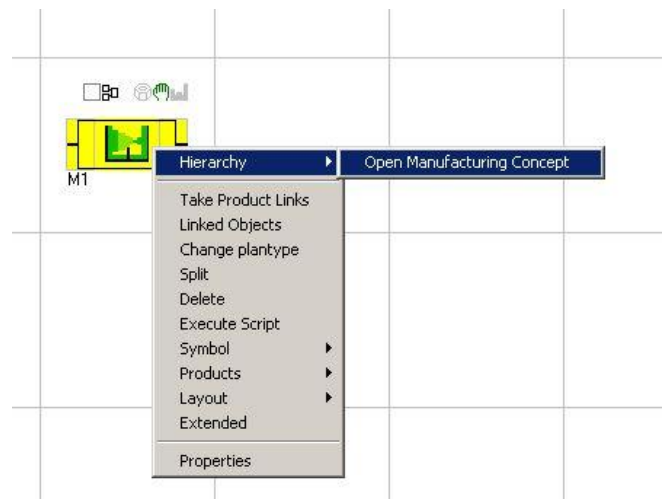 M1
Hierarchy
Open Manufacturing Concept
Take Product Links
Linked Objects
Change plantype
Split
Delete
Execute Script
Symbol
Products
Layout
Extended
Properties